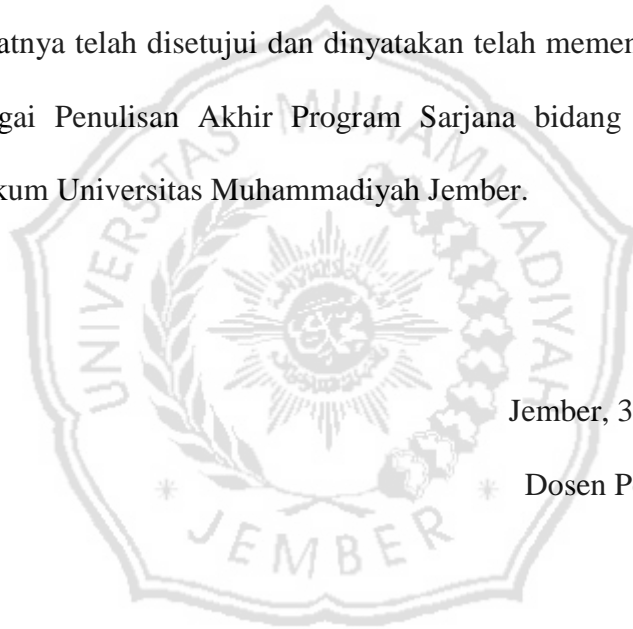 atnya telah disetujui dan dinyatakan telah memen
gai Penulisan Akhir Program Sarjana bidang
kum Universitas Muhammadiyah Jember.
UNIVERSITAS MUHAMMADIYAH
Jember, 3
Dosen P
JEMBER